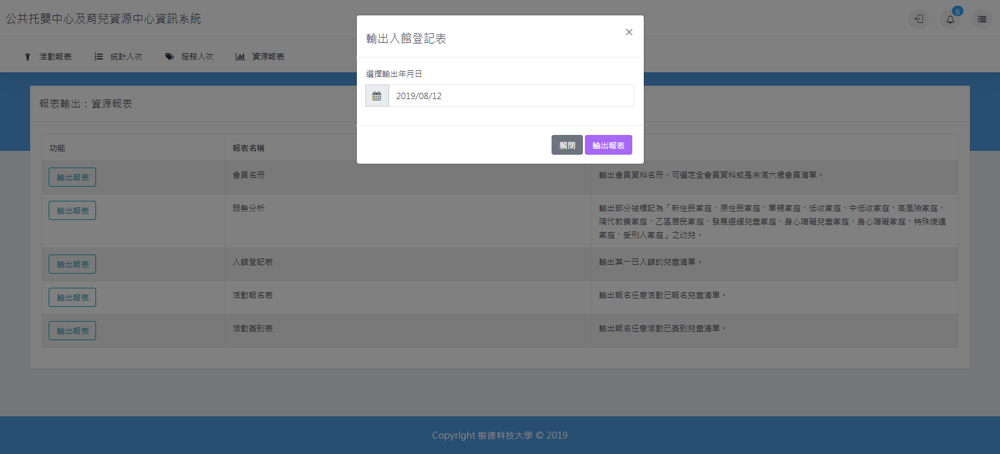 公共托嬰中心及育兒資源中心資訊系統
6
活動報表
統計人次
服務人次
資源報表
輸出入館登記表
×
選擇輸出年月日
2019/08/12
關閉
輸出報表
報表輸出：資源報表
功能
報表名稱
輸出報表
會員名冊
輸出會員資料名冊，可選定全會員資料或是未滿六歲會員清單。
輸出報表
弱勢分析
輸出部分被標記為「新住民家庭、原住民家庭、單親家庭、低收家庭、中低收家庭、高風險家庭、
隔代教養家庭、乙區居民家庭、發展遲緩兒童家庭、身心障礙兒童家庭、身心障礙家庭、特殊境遇
家庭、受刑人家庭」之幼兒。
輸出報表
入館登記表
輸出某一日入館的兒童清單。
輸出報表
活動報名表
輸出報名任意活動已報名兒童清單。
輸出報表
活動簽到表
輸出報名任意活動已簽到兒童清單。
Copyright 樹德科技大學 © 2019